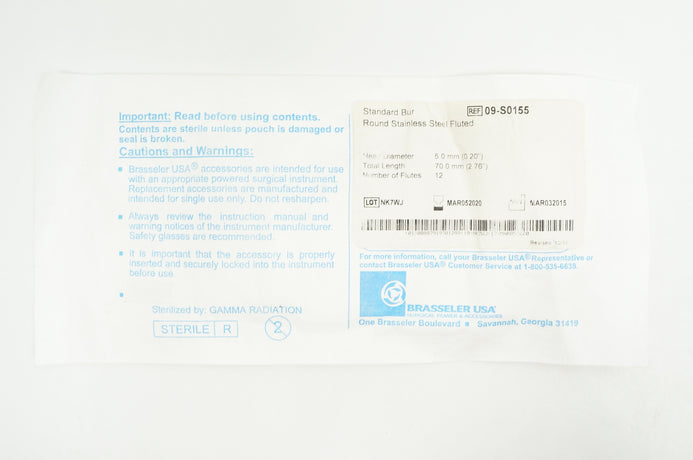 Important: Read before using contents.
Contents are sterile unless pouch is damaged or
seal is broken.
Cautions and Warnings:
Brasseler USA® accessories are intended for use
with an appropriate powered surgical instrument.
Replacement accessories are manufactured and
intended for single use only. Do not resharpen.
Always review the instruction manual and
warning notices of the instrument manufacturer.
Safety glasses are recommended.
It is important that the accessory is properly
inserted and securely locked into the instrument
before use.
Sterilized by: GAMMA RADIATION
STERILE R
2
Standard Bur
REF 09-S0155
Round Stainless Steel Fluted
Head Diameter 5.0 mm (0.20")
Total Length 70.0 mm (2.76")
Number of Flutes 12
LOT NK7WJ MAR052020 MAR032015
Revised
For more information, call your Brasseler USA® Representative or
contact Brasseler USA® Customer Service at 1-800-535-6638.
BRASSELER USA®
SURGICAL POWER & ACCESSORIES
One Brasseler Boulevard ■ Savannah, Georgia 31419